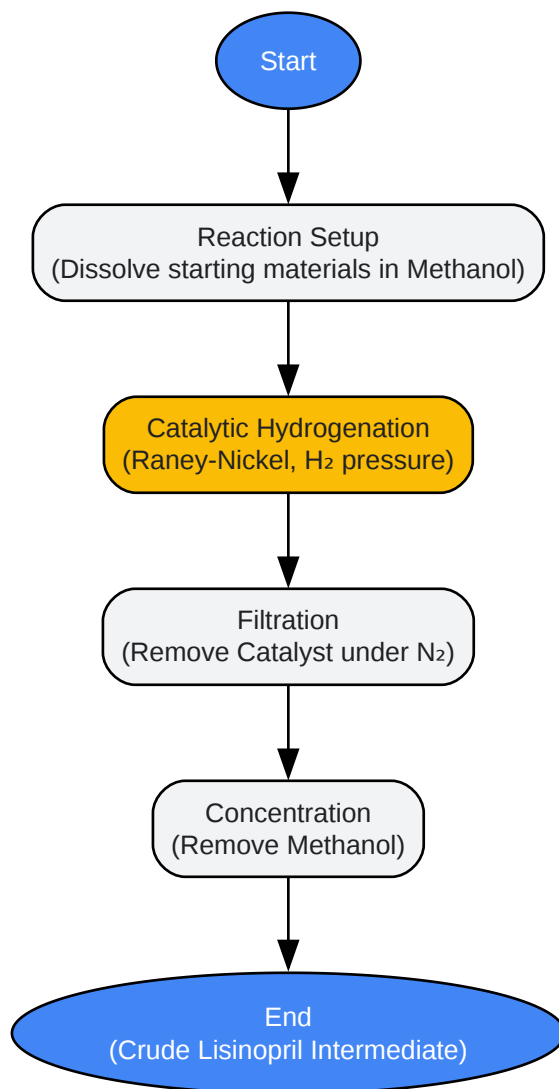 Start
Reaction Setup
(Dissolve starting materials in Methanol)
Catalytic Hydrogenation
(Raney-Nickel, H₂ pressure)
Filtration
(Remove Catalyst under N₂)
Concentration
(Remove Methanol)
End
(Crude Lisinopril Intermediate)